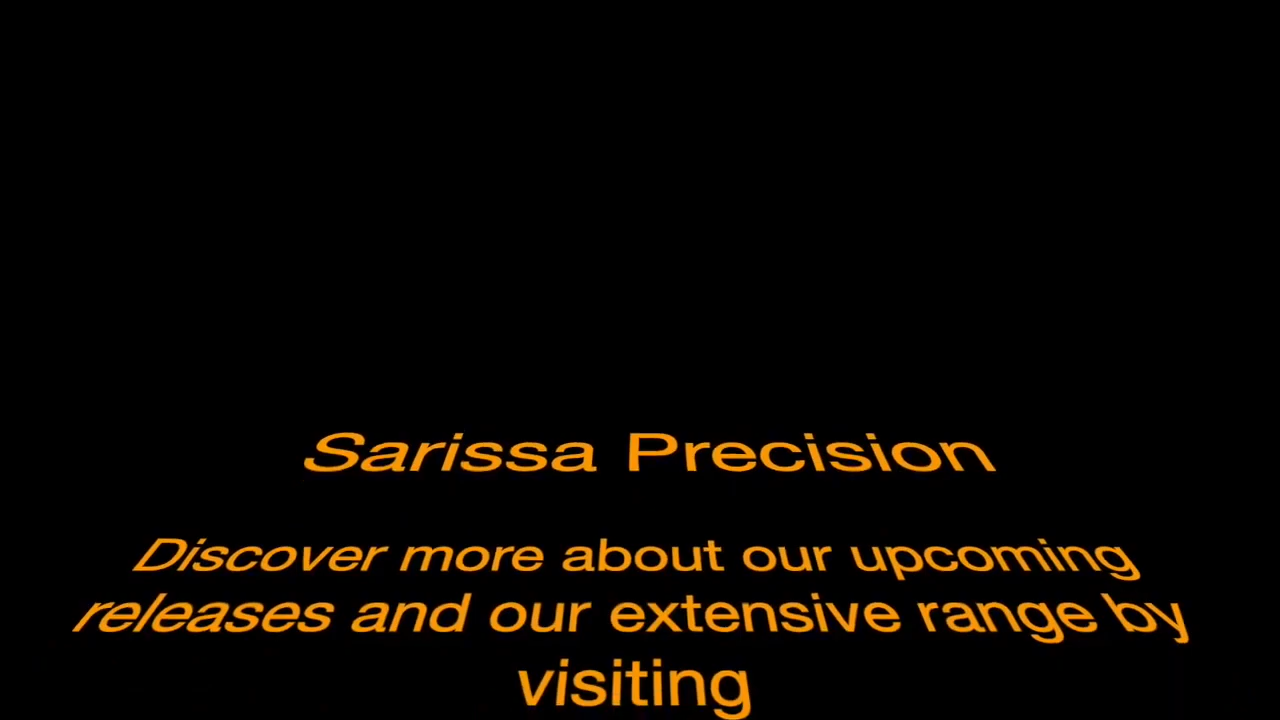 Sarissa Precision
Discover more about our upcoming
releases and our extensive range by
visiting